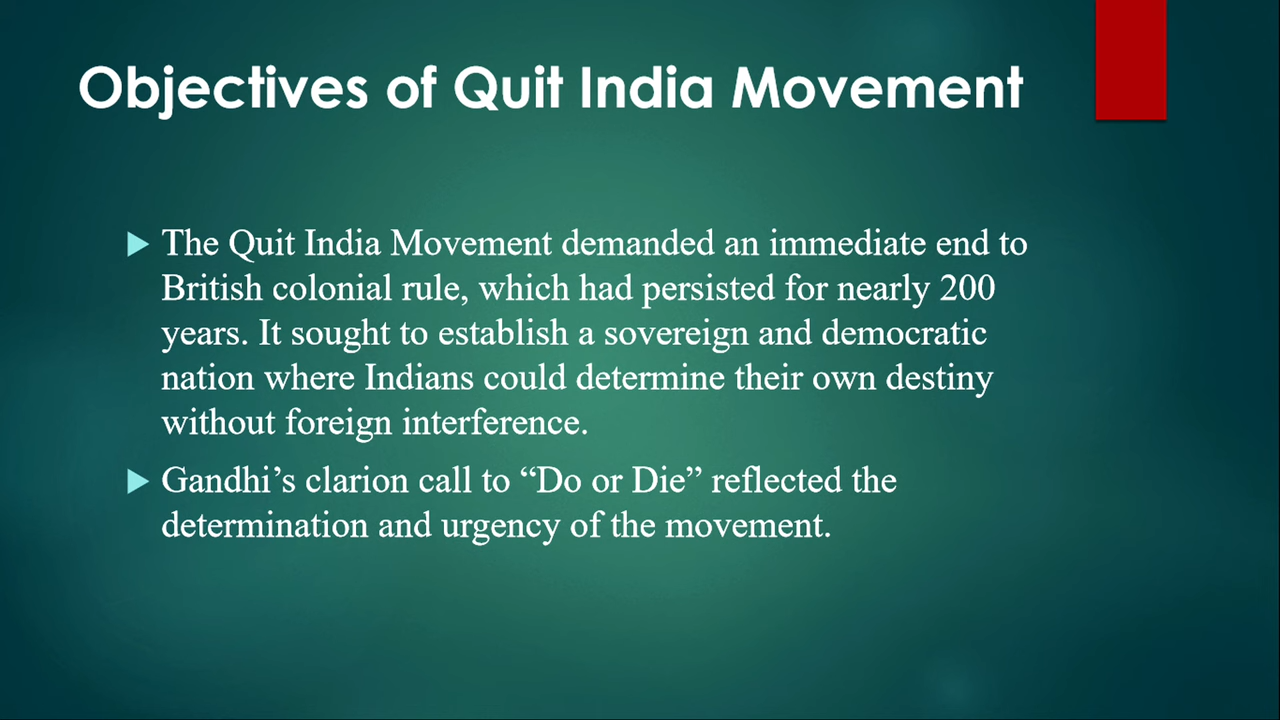 Objectives of Quit India Movement
The Quit India Movement demanded an immediate end to
British colonial rule, which had persisted for nearly 200
years. It sought to establish a sovereign and democratic
nation where Indians could determine their own destiny
without foreign interference.
Gandhi’s clarion call to “Do or Die” reflected the
determination and urgency of the movement.